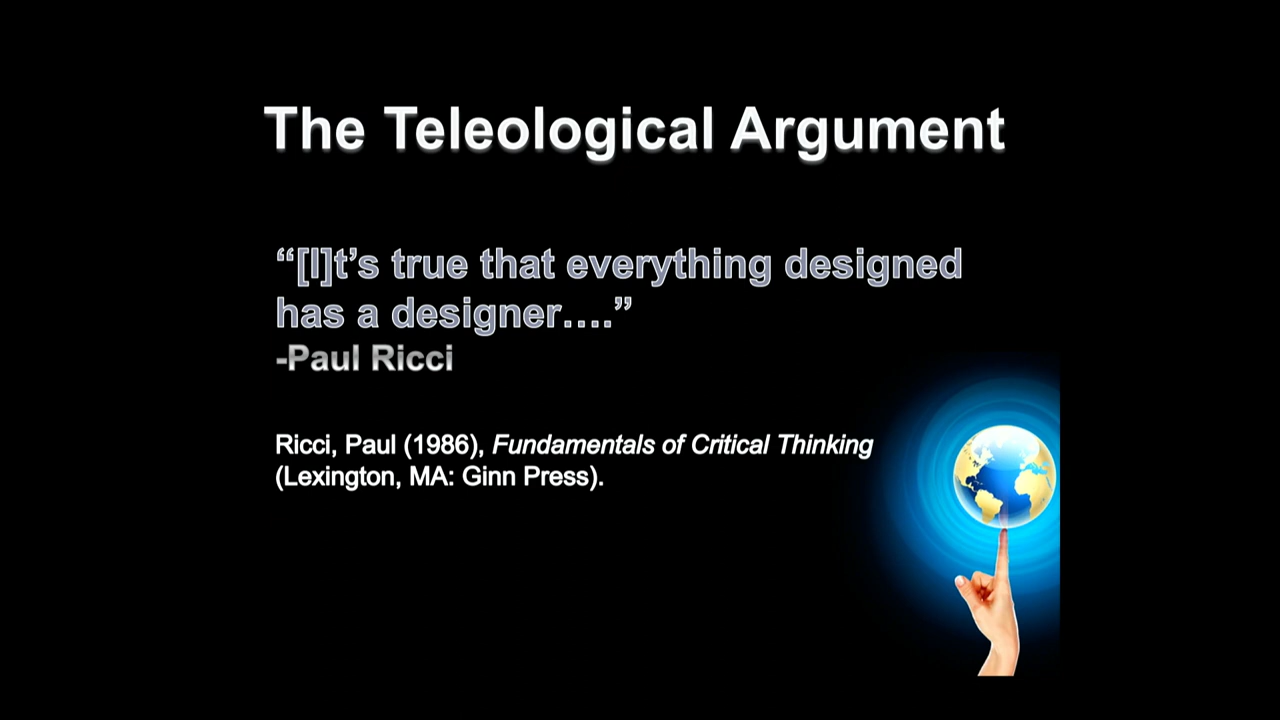 The Teleological Argument
“[I]t’s true that everything designed
has a designer….”
-Paul Ricci
Ricci, Paul (1986), Fundamentals of Critical Thinking
(Lexington, MA: Ginn Press).